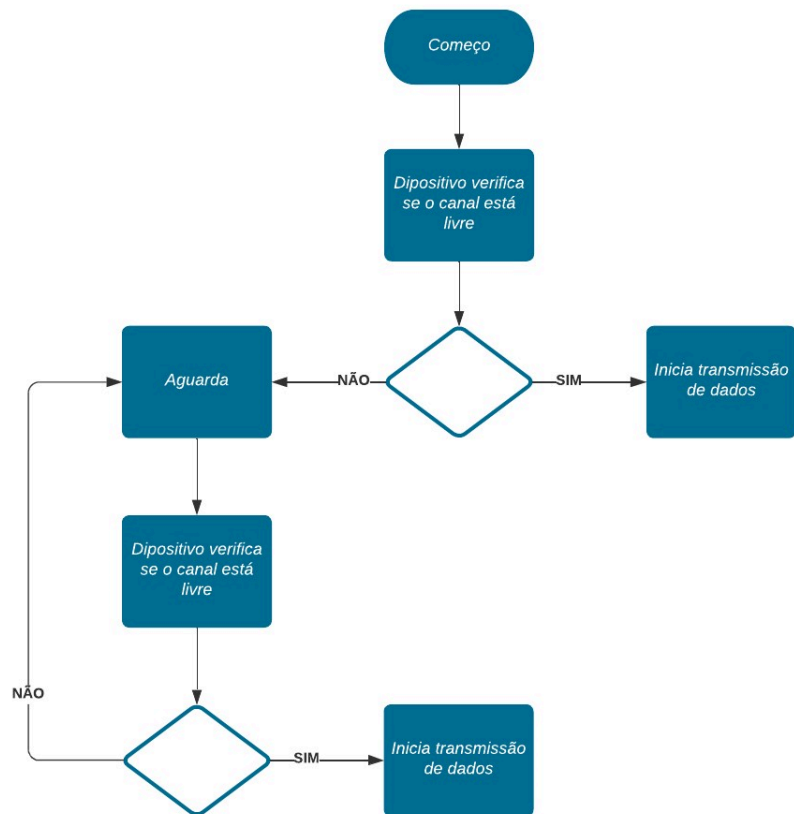 Começo
Dipositivo verifica
se o canal está
livre
Aguarda
NÃO
SIM
Inicia transmissão
de dados
Dipositivo verifica
se o canal está
livre
NÃO
SIM
Inicia transmissão
de dados